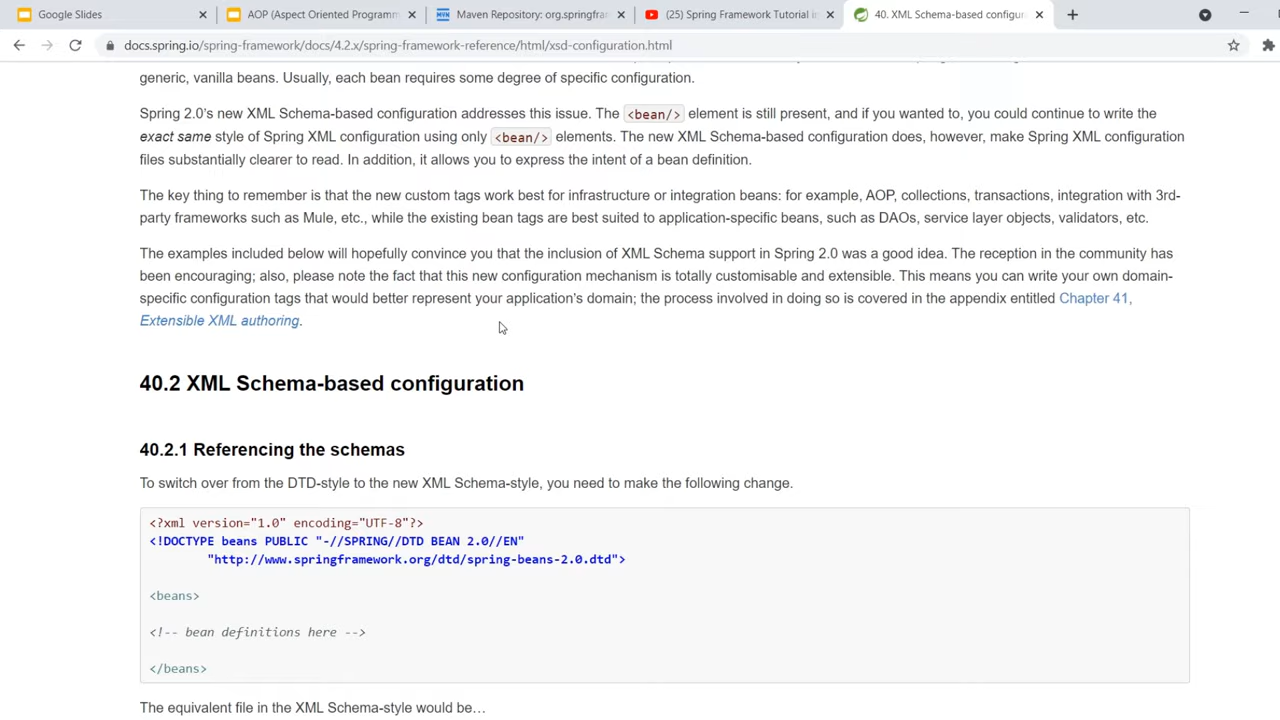 Google Slides
AOP (Aspect Oriented Programm
Maven Repository: org.springfram
(25) Spring Framework Tutorial in
40. XML Schema-based configura
docs.spring.io/spring-framework/docs/4.2.x/spring-framework-reference/html/xsd-configuration.html
generic, vanilla beans. Usually, each bean requires some degree of specific configuration.
Spring 2.0's new XML Schema-based configuration addresses this issue. The <bean/> element is still present, and if you wanted to, you could continue to write the
exact same style of Spring XML configuration using only <bean/> elements. The new XML Schema-based configuration does, however, make Spring XML configuration
files substantially clearer to read. In addition, it allows you to express the intent of a bean definition.
The key thing to remember is that the new custom tags work best for infrastructure or integration beans: for example, AOP, collections, transactions, integration with 3rd-
party frameworks such as Mule, etc., while the existing bean tags are best suited to application-specific beans, such as DAOs, service layer objects, validators, etc.
The examples included below will hopefully convince you that the inclusion of XML Schema support in Spring 2.0 was a good idea. The reception in the community has
been encouraging; also, please note the fact that this new configuration mechanism is totally customisable and extensible. This means you can write your own domain-
specific configuration tags that would better represent your application's domain; the process involved in doing so is covered in the appendix entitled Chapter 41,
Extensible XML authoring.
40.2 XML Schema-based configuration
40.2.1 Referencing the schemas
To switch over from the DTD-style to the new XML Schema-style, you need to make the following change.
<?xml version="1.0" encoding="UTF-8"?>
<!DOCTYPE beans PUBLIC "-//SPRING//DTD BEAN 2.0//EN"
"http://www.springframework.org/dtd/spring-beans-2.0.dtd">
<beans>
<!-- bean definitions here -->
</beans>
The equivalent file in the XML Schema-style would be…